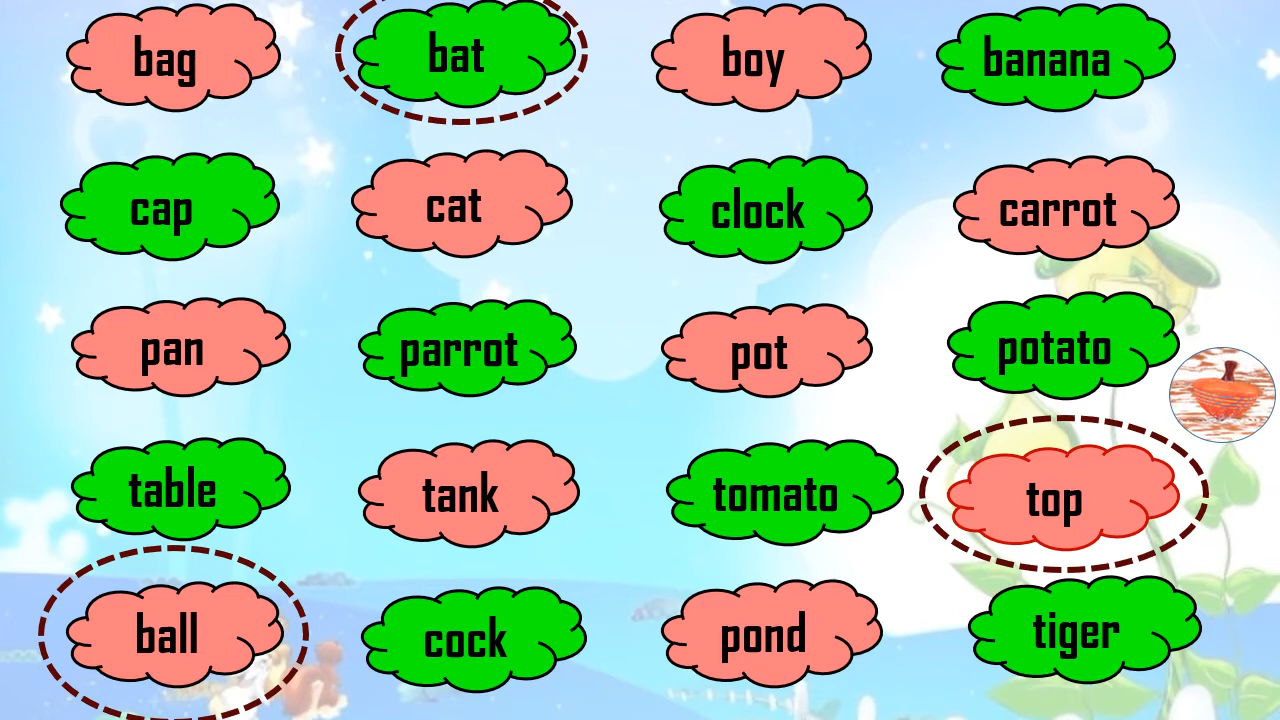 bag bat boy banana
cap cat clock carrot
pan parrot pot potato
table tank tomato top
ball cock pond tiger